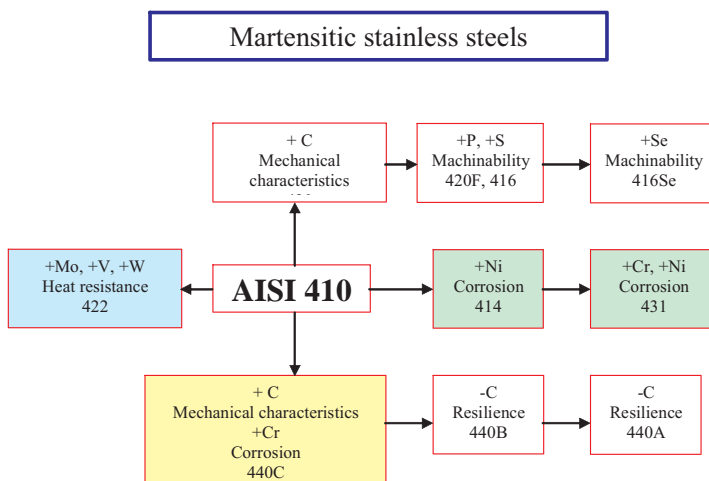 Martensitic stainless steels
+ C
Mechanical
characteristics
+P, +S
Machinability
420F, 416
+Se
Machinability
416Se
+Mo, +V, +W
Heat resistance
422
AISI 410
+Ni
Corrosion
414
+Cr, +Ni
Corrosion
431
+ C
Mechanical characteristics
+Cr
Corrosion
440C
-C
Resilience
440B
-C
Resilience
440A